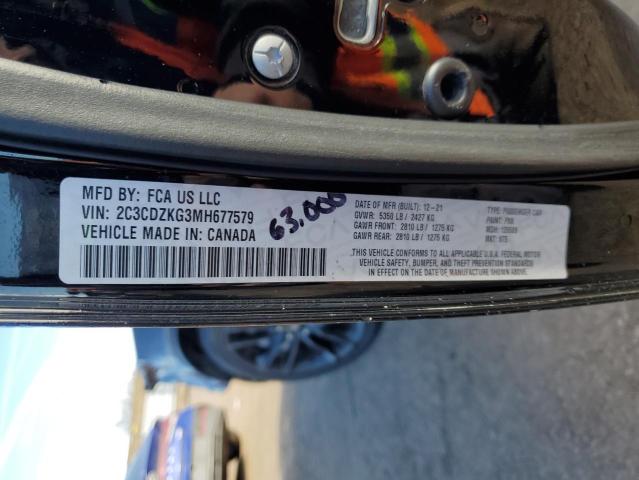 MFD BY: FCA US LLC
VIN: 2C3CDZKG3MH677579
VEHICLE MADE IN: CANADA
63.000
DATE OF MFR (BUILT): 12-21
GVWR: 5350 LB / 2427 KG
GAWR FRONT: 2810 LB / 1275 KG
GAWR REAR: 2810 LB / 1275 KG
TYPE: PASSENGER CAR
PAINT:
MDH:
MKT:
THIS VEHICLE CONFORMS TO ALL APPLICABLE U.S.A. FEDERAL MOTOR
VEHICLE SAFETY, BUMPER, AND THEFT PREVENTION STANDARDS
IN EFFECT ON THE DATE OF MANUFACTURE SHOWN ABOVE.